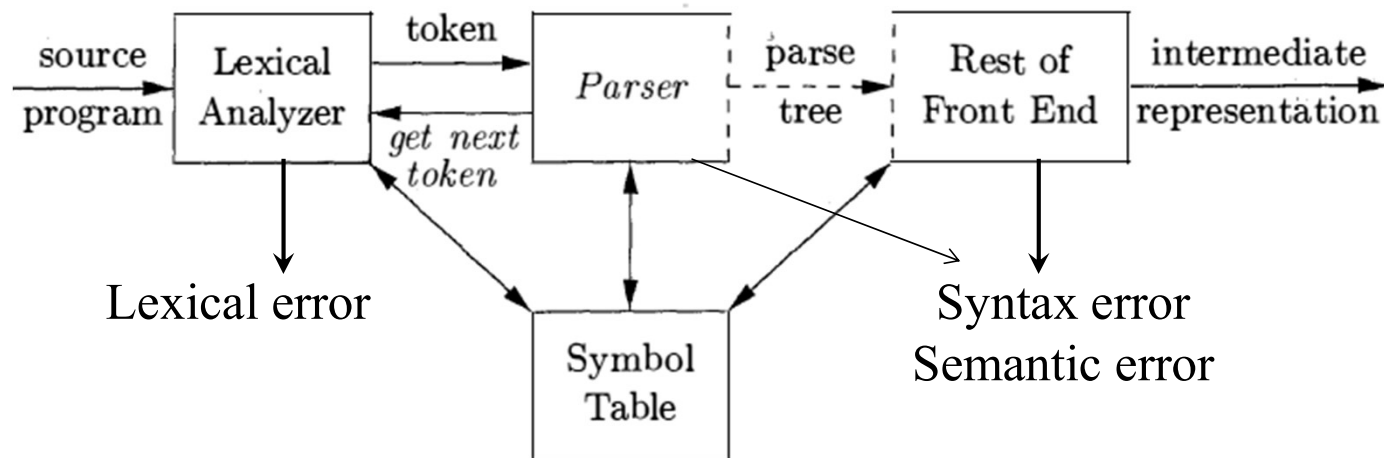 source
program
Lexical
Analyzer
token
get next
token
Parser
parse
tree
Rest of
Front End
intermediate
representation
Lexical error
Syntax error
Semantic error
Symbol
Table